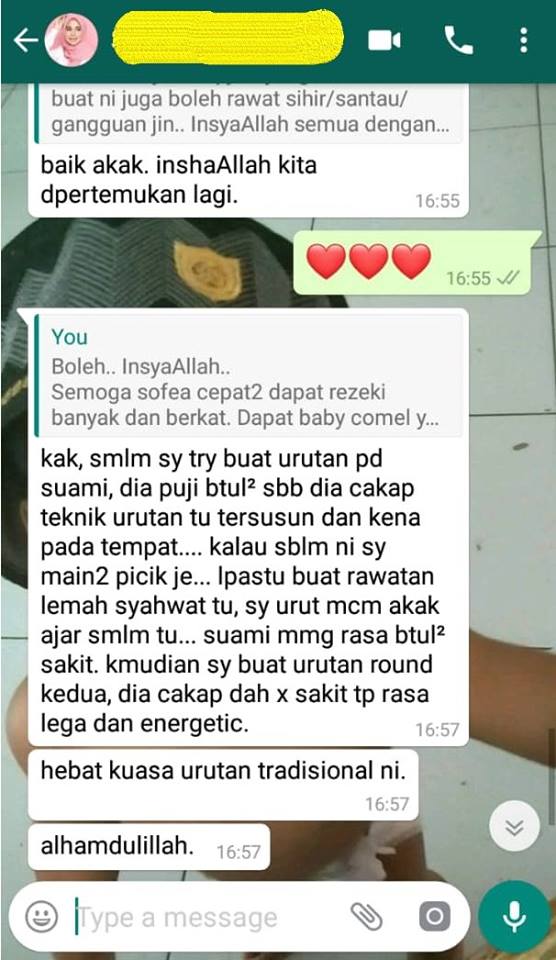 buat ni juga boleh rawat sihir/santau/
gangguan jin.. InsyaAllah semua dengan...
baik akak. inshaAllah kita
dpertemukan lagi.
16:55
16:55
You
Boleh.. InsyaAllah..
Semoga sofea cepat2 dapat rezeki
banyak dan berkat. Dapat baby comel y...
kak, smlm sy try buat urutan pd
suami, dia puji btul² sbb dia cakap
teknik urutan tu tersusun dan kena
pada tempat.... kalau sblm ni sy
main2 picik je... lpastu buat rawatan
lemah syahwat tu, sy urut mcm akak
ajar smlm tu... suami mmg rasa btul²
sakit. kmudian sy buat urutan round
kedua, dia cakap dah x sakit tp rasa
lega dan energetic.
16:57
hebat kuasa urutan tradisional ni.
16:57
alhamdulillah.
16:57
Type a message